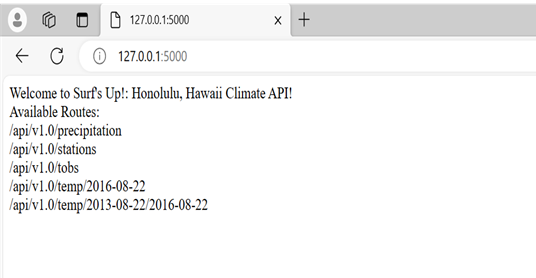 127.0.0.1:5000
127.0.0.1:5000
Welcome to Surf's Up!: Honolulu, Hawaii Climate API!
Available Routes:
/api/v1.0/precipitation
/api/v1.0/stations
/api/v1.0/tobs
/api/v1.0/temp/2016-08-22
/api/v1.0/temp/2013-08-22/2016-08-22